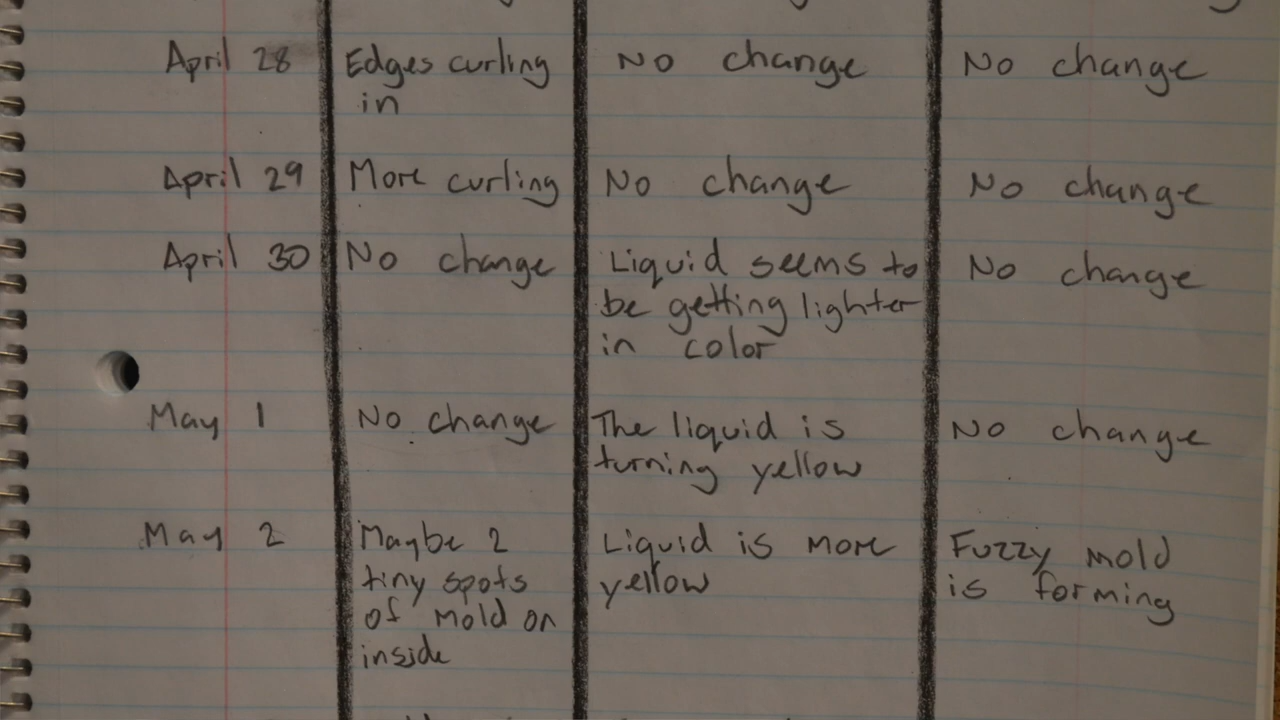 April 28 Edges curling No change No change
in
April 29 More curling No change No change
April 30 No change Liquid seems to No change
be getting lighter
in color
May 1 No change The liquid is No change
turning yellow
May 2 Maybe 2 Liquid is more Fuzzy mold
tiny spots yellow is forming
of mold on
inside